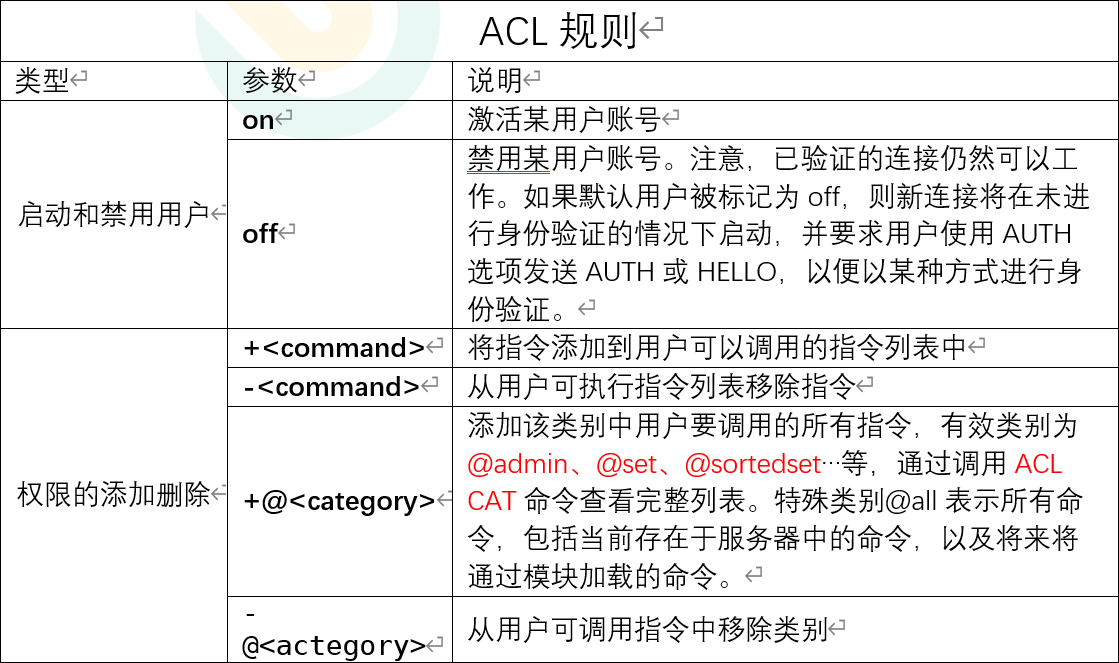 ACL 规则
类型 参数 说明
启动和禁用用户
on 激活某用户账号
off
禁用某用户账号。注意，已验证的连接仍然可以工
作。如果默认用户被标记为 off，则新连接将在未进
行身份验证的情况下启动，并要求用户使用 AUTH
选项发送 AUTH 或 HELLO，以便以某种方式进行身
份验证。
权限的添加删除
+<command> 将指令添加到用户可以调用的指令列表中
-<command> 从用户可执行指令列表移除指令
+@<category>
添加该类别中用户要调用的所有指令，有效类别为
@admin、@set、@sortedset…等，通过调用 ACL
CAT 命令查看完整列表。特殊类别@all 表示所有命
令，包括当前存在于服务器中的命令，以及将来将
通过模块加载的命令。
-
@<actegory>
从用户可调用指令中移除类别